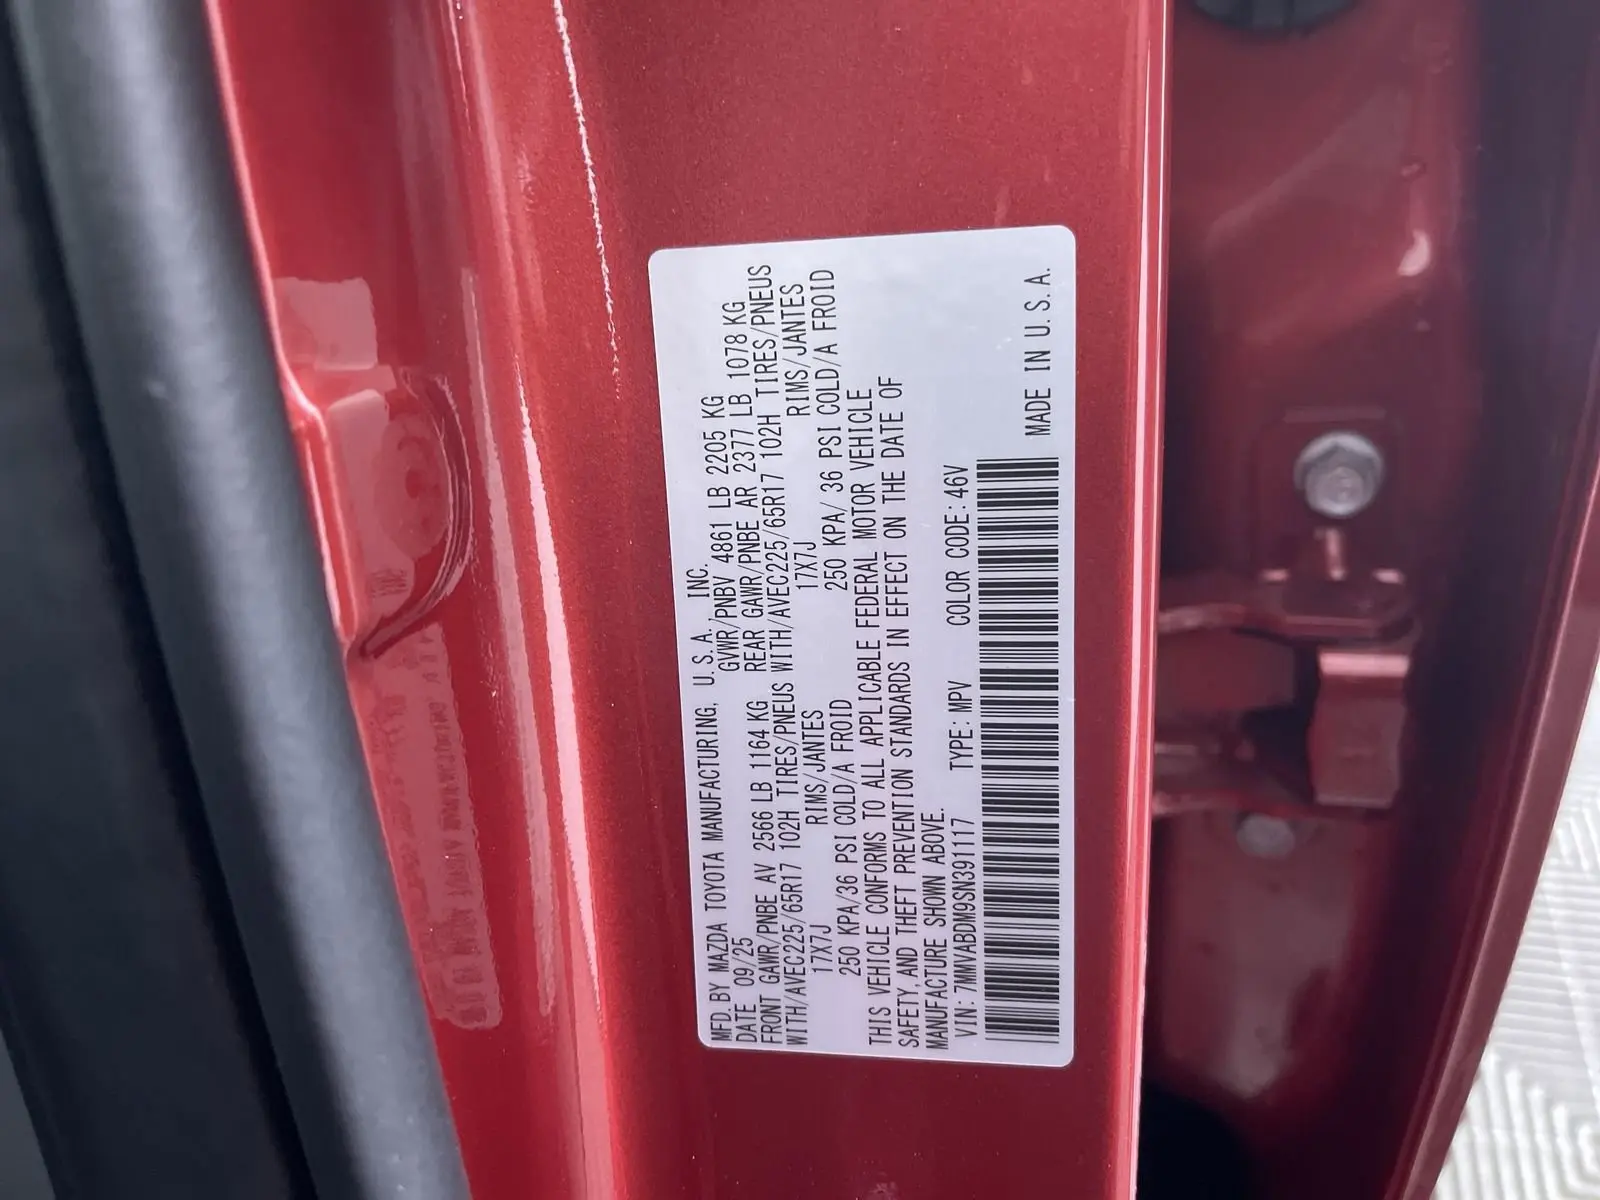 MFD. BY MAZDA TOYOTA MANUFACTURING, U.S.A., INC.
DATE 09/25 GVWR/PNBV 4861 LB 2205 KG
FRONT GAWR/PNBE AV 2566 LB 1164 KG REAR GAWR/PNBE AR 2377 LB 1078 KG
WITH/AVEC225/65R17 102H TIRES/PNEUS WITH/AVEC225/65R17 102H TIRES/PNEUS
17X7J RIMS/JANTES 17X7J RIMS/JANTES
250 KPA/36 PSI COLD/A FROID 250 KPA/ 36 PSI COLD/A FROID
THIS VEHICLE CONFORMS TO ALL APPLICABLE FEDERAL MOTOR VEHICLE
SAFETY, AND THEFT PREVENTION STANDARDS IN EFFECT ON THE DATE OF
MANUFACTURE SHOWN ABOVE.
VIN: 7MMVABDM9SN391117 TYPE: MPV COLOR CODE: 46V
MADE IN U.S.A.